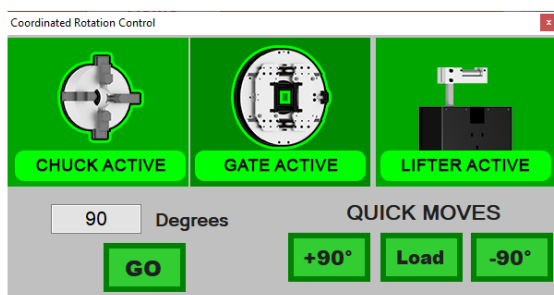 Coordinated Rotation Control
x
CHUCK ACTIVE
GATE ACTIVE
LIFTER ACTIVE
90 Degrees
GO
QUICK MOVES
+90°
Load
-90°